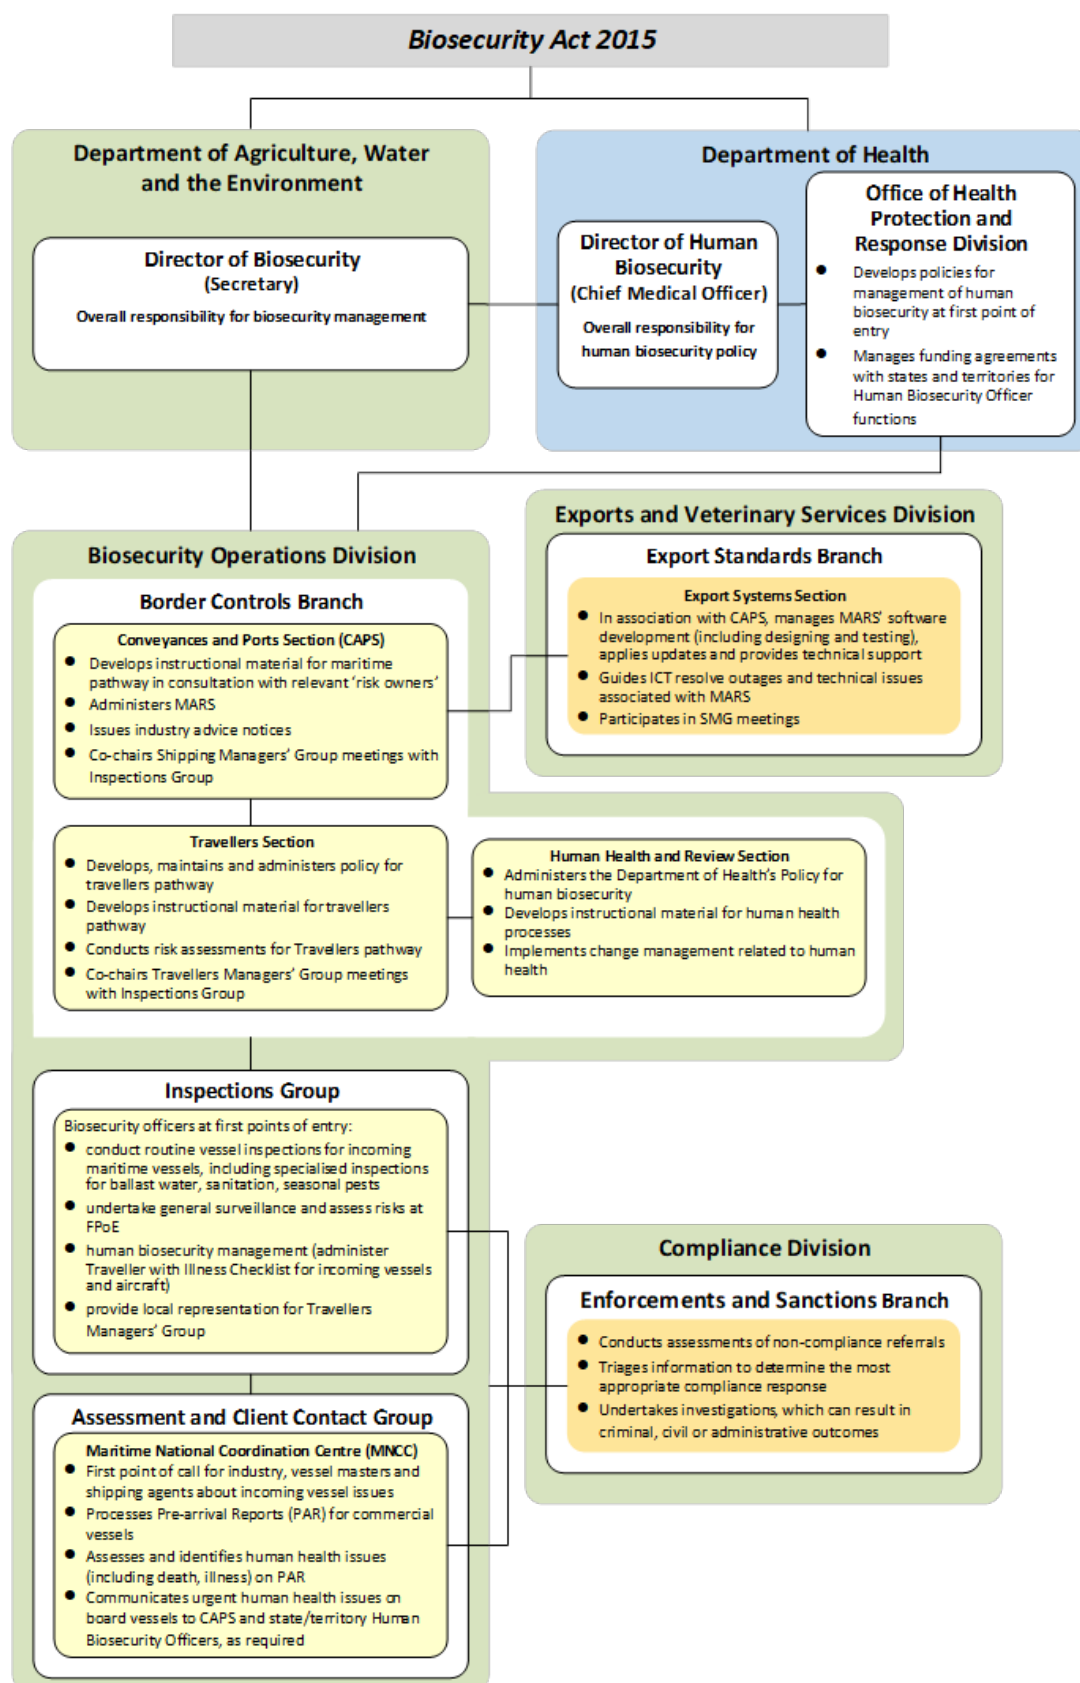 Biosecurity Act 2015
Department of Agriculture, Water
and the Environment
Director of Biosecurity
(Secretary)
Overall responsibility for biosecurity management
Department of Health
Director of Human
Biosecurity
(Chief Medical Officer)
Overall responsibility for
human biosecurity policy
Office of Health
Protection and
Response Division
● Develops policies for
management of human
biosecurity at first point of
entry
● Manages funding agreements
with states and territories for
Human Biosecurity Officer
functions
Exports and Veterinary Services Division
Export Standards Branch
Export Systems Section
● In association with CAPS, manages MARS' software
development (including designing and testing),
applies updates and provides technical support
● Guides ICT resolve outages and technical issues
associated with MARS
● Participates in SMG meetings
Biosecurity Operations Division
Border Controls Branch
Conveyances and Ports Section (CAPS)
● Develops instructional material for maritime
pathway in consultation with relevant 'risk owners'
● Administers MARS
● Issues industry advice notices
● Co-chairs Shipping Managers' Group meetings with
Inspections Group
Travellers Section
● Develops, maintains and administers policy for
travellers pathway
● Develops instructional material for travellers
pathway
● Conducts risk assessments for Travellers pathway
● Co-chairs Travellers Managers' Group meetings
with Inspections Group
Human Health and Review Section
● Administers the Department of Health's Policy for
human biosecurity
● Develops instructional material for human health
processes
● Implements change management related to human
health
Inspections Group
Biosecurity officers at first points of entry:
● conduct routine vessel inspections for incoming
maritime vessels, including specialised inspections
for ballast water, sanitation, seasonal pests
● undertake general surveillance and assess risks at
FPoE
● human biosecurity management (administer
Traveller with Illness Checklist for incoming vessels
and aircraft)
● provide local representation for Travellers
Managers' Group
Compliance Division
Enforcements and Sanctions Branch
● Conducts assessments of non-compliance referrals
● Triages information to determine the most
appropriate compliance response
● Undertakes investigations, which can result in
criminal, civil or administrative outcomes
Assessment and Client Contact Group
Maritime National Coordination Centre (MNCC)
● First point of call for industry, vessel masters and
shipping agents about incoming vessel issues
● Processes Pre-arrival Reports (PAR) for commercial
vessels
● Assesses and identifies human health issues
(including death, illness) on PAR
● Communicates urgent human health issues on
board vessels to CAPS and state/territory Human
Biosecurity Officers, as required